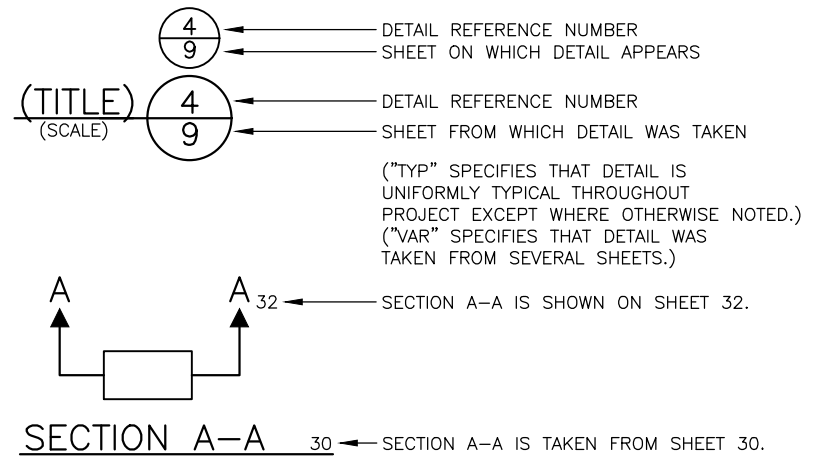 4 DETAIL REFERENCE NUMBER
9 SHEET ON WHICH DETAIL APPEARS
(TITLE) 4 DETAIL REFERENCE NUMBER
(SCALE) 9 SHEET FROM WHICH DETAIL WAS TAKEN
("TYP" SPECIFIES THAT DETAIL IS
UNIFORMLY TYPICAL THROUGHOUT
PROJECT EXCEPT WHERE OTHERWISE NOTED.)
("VAR" SPECIFIES THAT DETAIL WAS
TAKEN FROM SEVERAL SHEETS.)
A A 32 SECTION A-A IS SHOWN ON SHEET 32.
SECTION A-A 30 SECTION A-A IS TAKEN FROM SHEET 30.